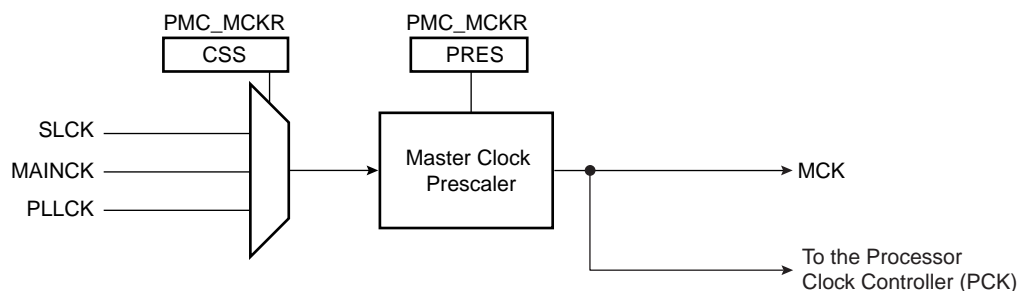 PMC_MCKR
PMC_MCKR
CSS
PRES
SLCK
MAINCK
PLLCK
Master Clock
Prescaler
MCK
To the Processor
Clock Controller (PCK)